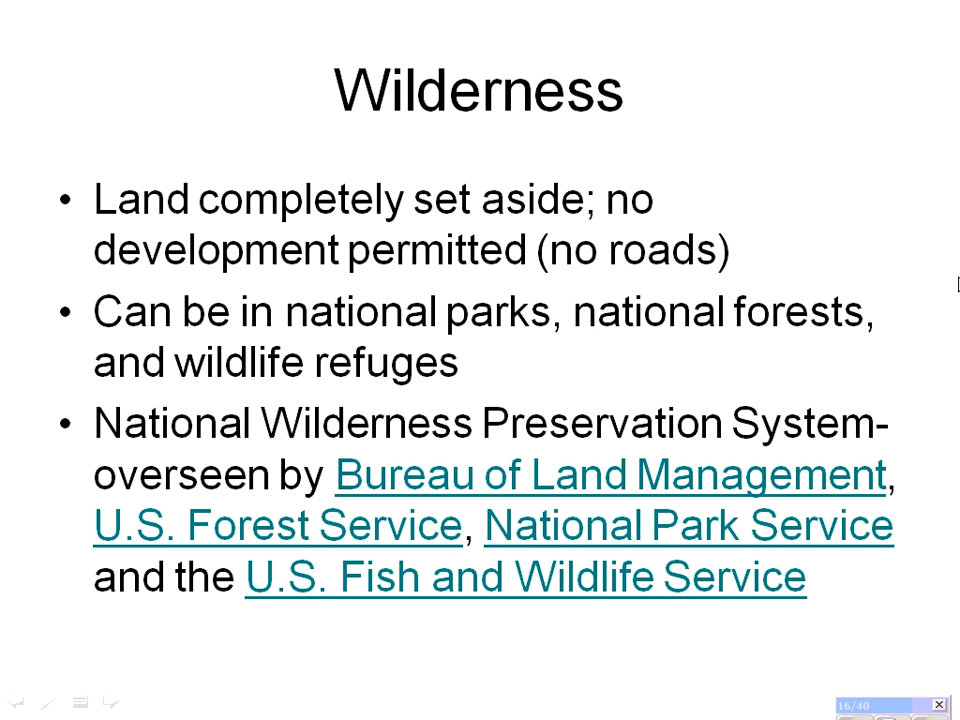 Wilderness
• Land completely set aside; no
development permitted (no roads)
• Can be in national parks, national forests,
and wildlife refuges
• National Wilderness Preservation System-
overseen by Bureau of Land Management,
U.S. Forest Service, National Park Service
and the U.S. Fish and Wildlife Service
16/40